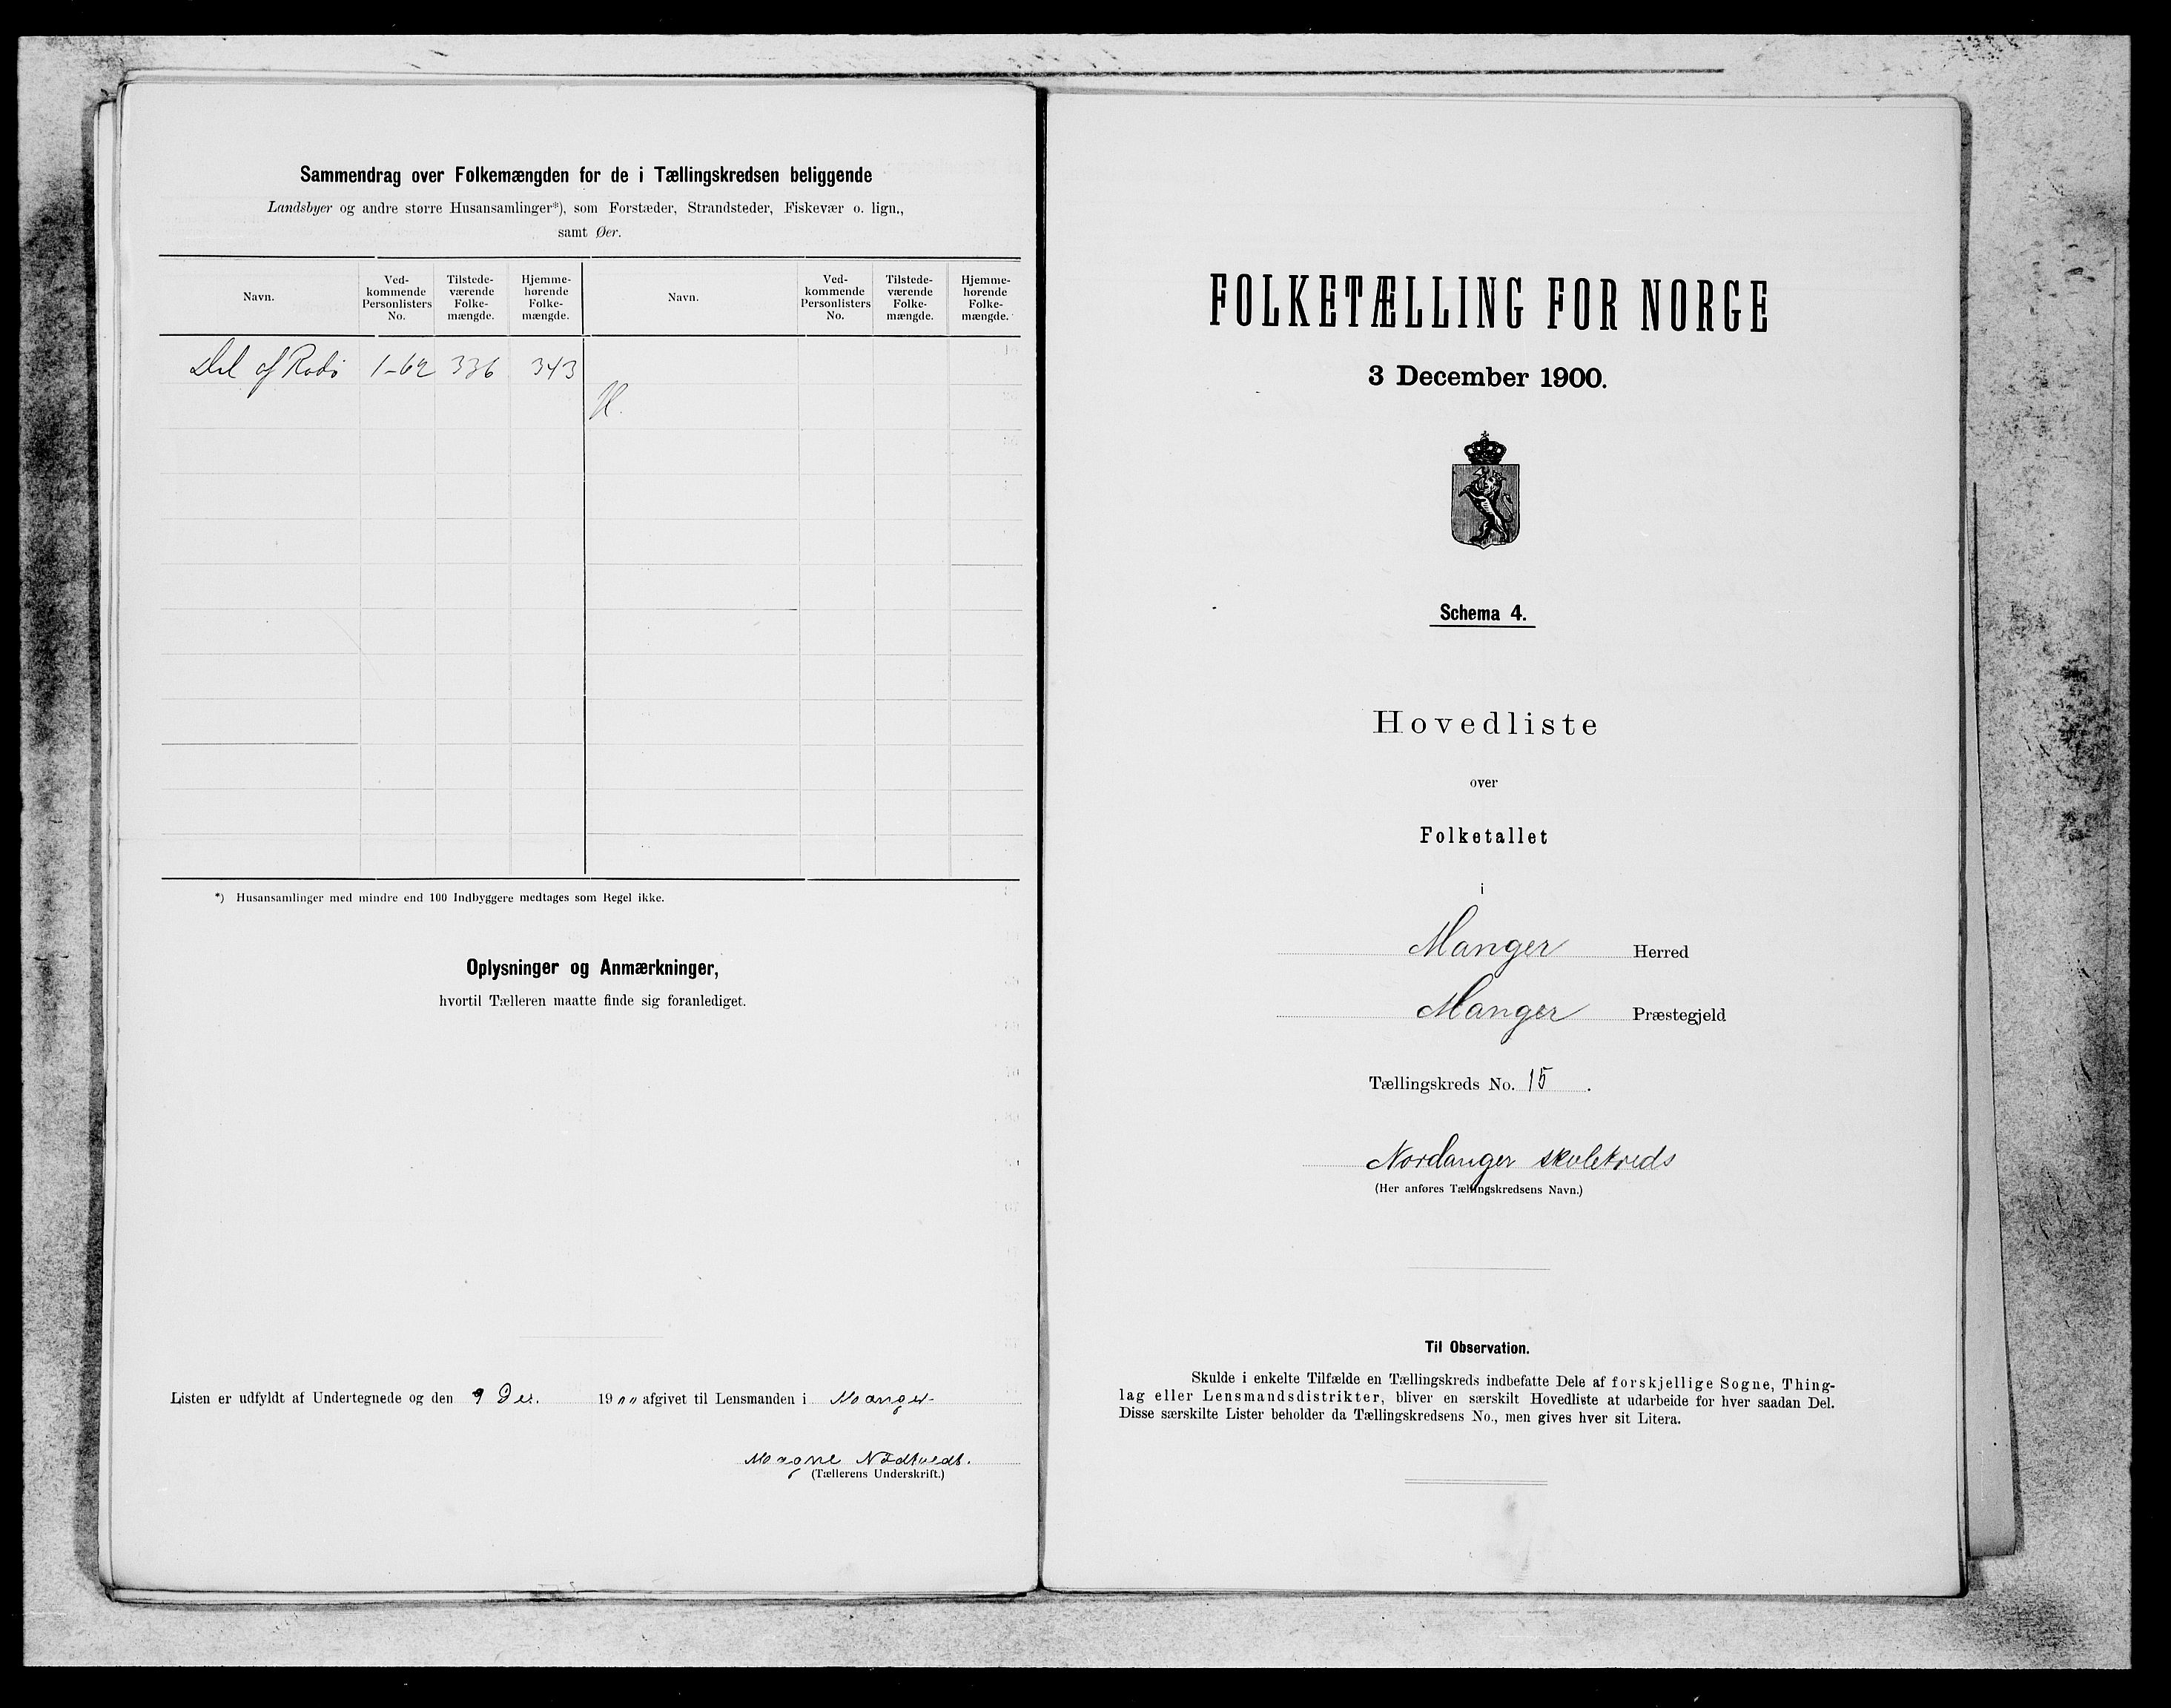 Sammendrag over Folkemængden for de i Tællingskredsen beliggende
Landsbyer og andre større Husansamlinger*), som Forstæder, Strandsteder, Fiskevær o. lign.,
samt Øer.
Navn. Ved-kommende Personlisters No. Tilstede-værende Folke-mængde. Hjemme-hørende Folke-mængde. Navn. Ved-kommende Personlisters No. Tilstede-værende Folke-mængde. Hjemme-hørende Folke-mængde.
Del af Radö 1-62 336 343
*) Husansamlinger med mindre end 100 Indbyggere medtages som Regel ikke.
Oplysninger og Anmærkninger,
hvortil Tælleren maatte finde sig foranlediget.
Listen er udfyldt af Undertegnede og den 9 Des. 1900 afgivet til Lensmanden i Manger
Magne Nödtvedt.
(Tællerens Underskrift.)
FOLKETÆLLING FOR NORGE
3 December 1900.
Schema 4.
Hovedliste
over
Folketallet
i
Manger Herred
Manger Præstegjeld
Tællingskreds No. 15.
Nordanger skolekreds
(Her anføres Tællingskredsens Navn.)
Til Observation.
Skulde i enkelte Tilfælde en Tællingskreds indbefatte Dele af forskjellige Sogne, Thing-
lag eller Lensmandsdistrikter, bliver en særskilt Hovedliste at udarbeide for hver saadan Del.
Disse særskilte Lister beholder da Tællingskredsens No., men gives hver sit Litera.